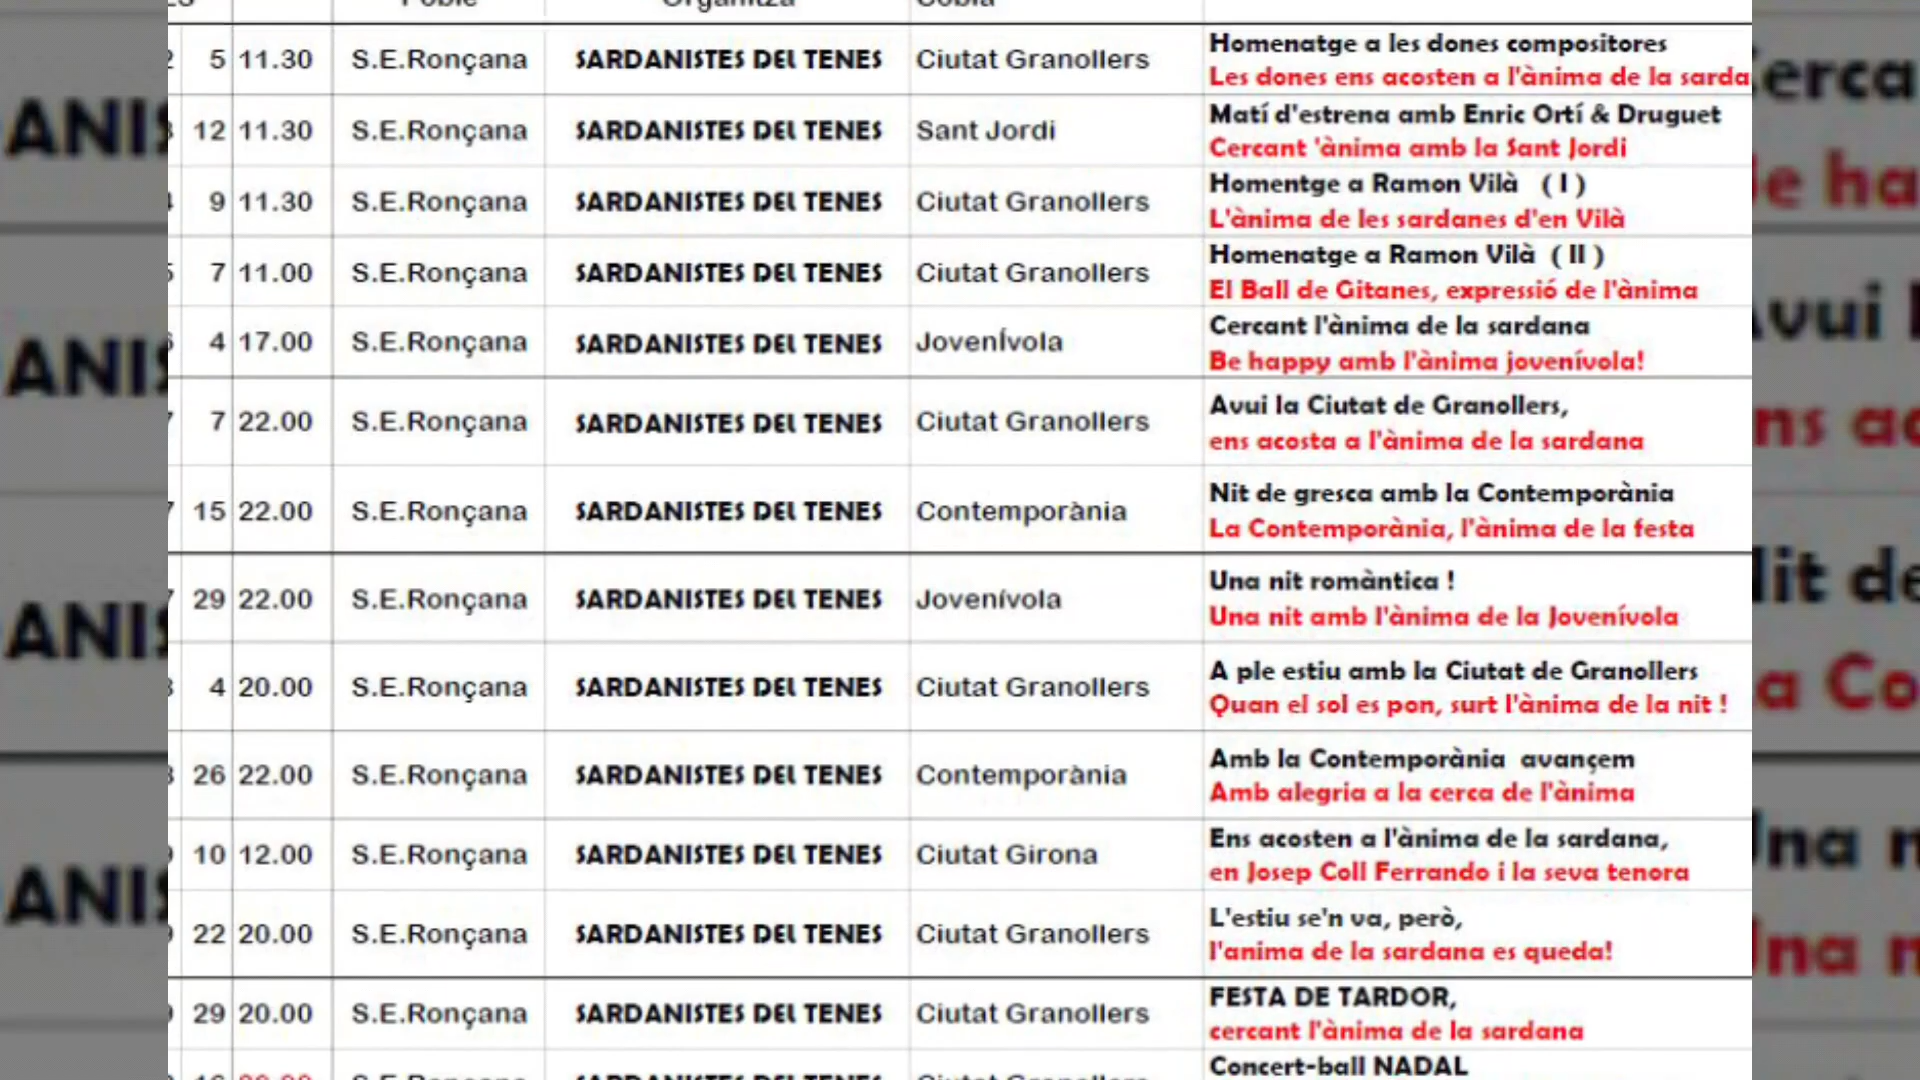 Poble Organitza Cobla
5 11.30 S.E.Ronçana SARDANISTES DEL TENES Ciutat Granollers Homenatge a les dones compositores
Les dones ens acosten a l'ànima de la sarda
12 11.30 S.E.Ronçana SARDANISTES DEL TENES Sant Jordi Matí d'estrena amb Enric Ortí & Druguet
Cercant 'ànima amb la Sant Jordi
9 11.30 S.E.Ronçana SARDANISTES DEL TENES Ciutat Granollers Homentge a Ramon Vilà ( I )
L'ànima de les sardanes d'en Vilà
7 11.00 S.E.Ronçana SARDANISTES DEL TENES Ciutat Granollers Homenatge a Ramon Vilà ( II )
El Ball de Gitanes, expressió de l'ànima
4 17.00 S.E.Ronçana SARDANISTES DEL TENES JovenÍvola Cercant l'ànima de la sardana
Be happy amb l'ànima jovenívola!
7 22.00 S.E.Ronçana SARDANISTES DEL TENES Ciutat Granollers Avui la Ciutat de Granollers,
ens acosta a l'ànima de la sardana
15 22.00 S.E.Ronçana SARDANISTES DEL TENES Contemporània Nit de gresca amb la Contemporània
La Contemporània, l'ànima de la festa
29 22.00 S.E.Ronçana SARDANISTES DEL TENES Jovenívola Una nit romàntica !
Una nit amb l'ànima de la Jovenívola
4 20.00 S.E.Ronçana SARDANISTES DEL TENES Ciutat Granollers A ple estiu amb la Ciutat de Granollers
Quan el sol es pon, surt l'ànima de la nit !
26 22.00 S.E.Ronçana SARDANISTES DEL TENES Contemporània Amb la Contemporània avançem
Amb alegria a la cerca de l'ànima
10 12.00 S.E.Ronçana SARDANISTES DEL TENES Ciutat Girona Ens acosten a l'ànima de la sardana,
en Josep Coll Ferrando i la seva tenora
22 20.00 S.E.Ronçana SARDANISTES DEL TENES Ciutat Granollers L'estiu se'n va, però,
l'anima de la sardana es queda!
29 20.00 S.E.Ronçana SARDANISTES DEL TENES Ciutat Granollers FESTA DE TARDOR,
cercant l'ànima de la sardana
S.E.Ronçana SARDANISTES DEL TENES Ciutat Granollers Concert-ball NADAL